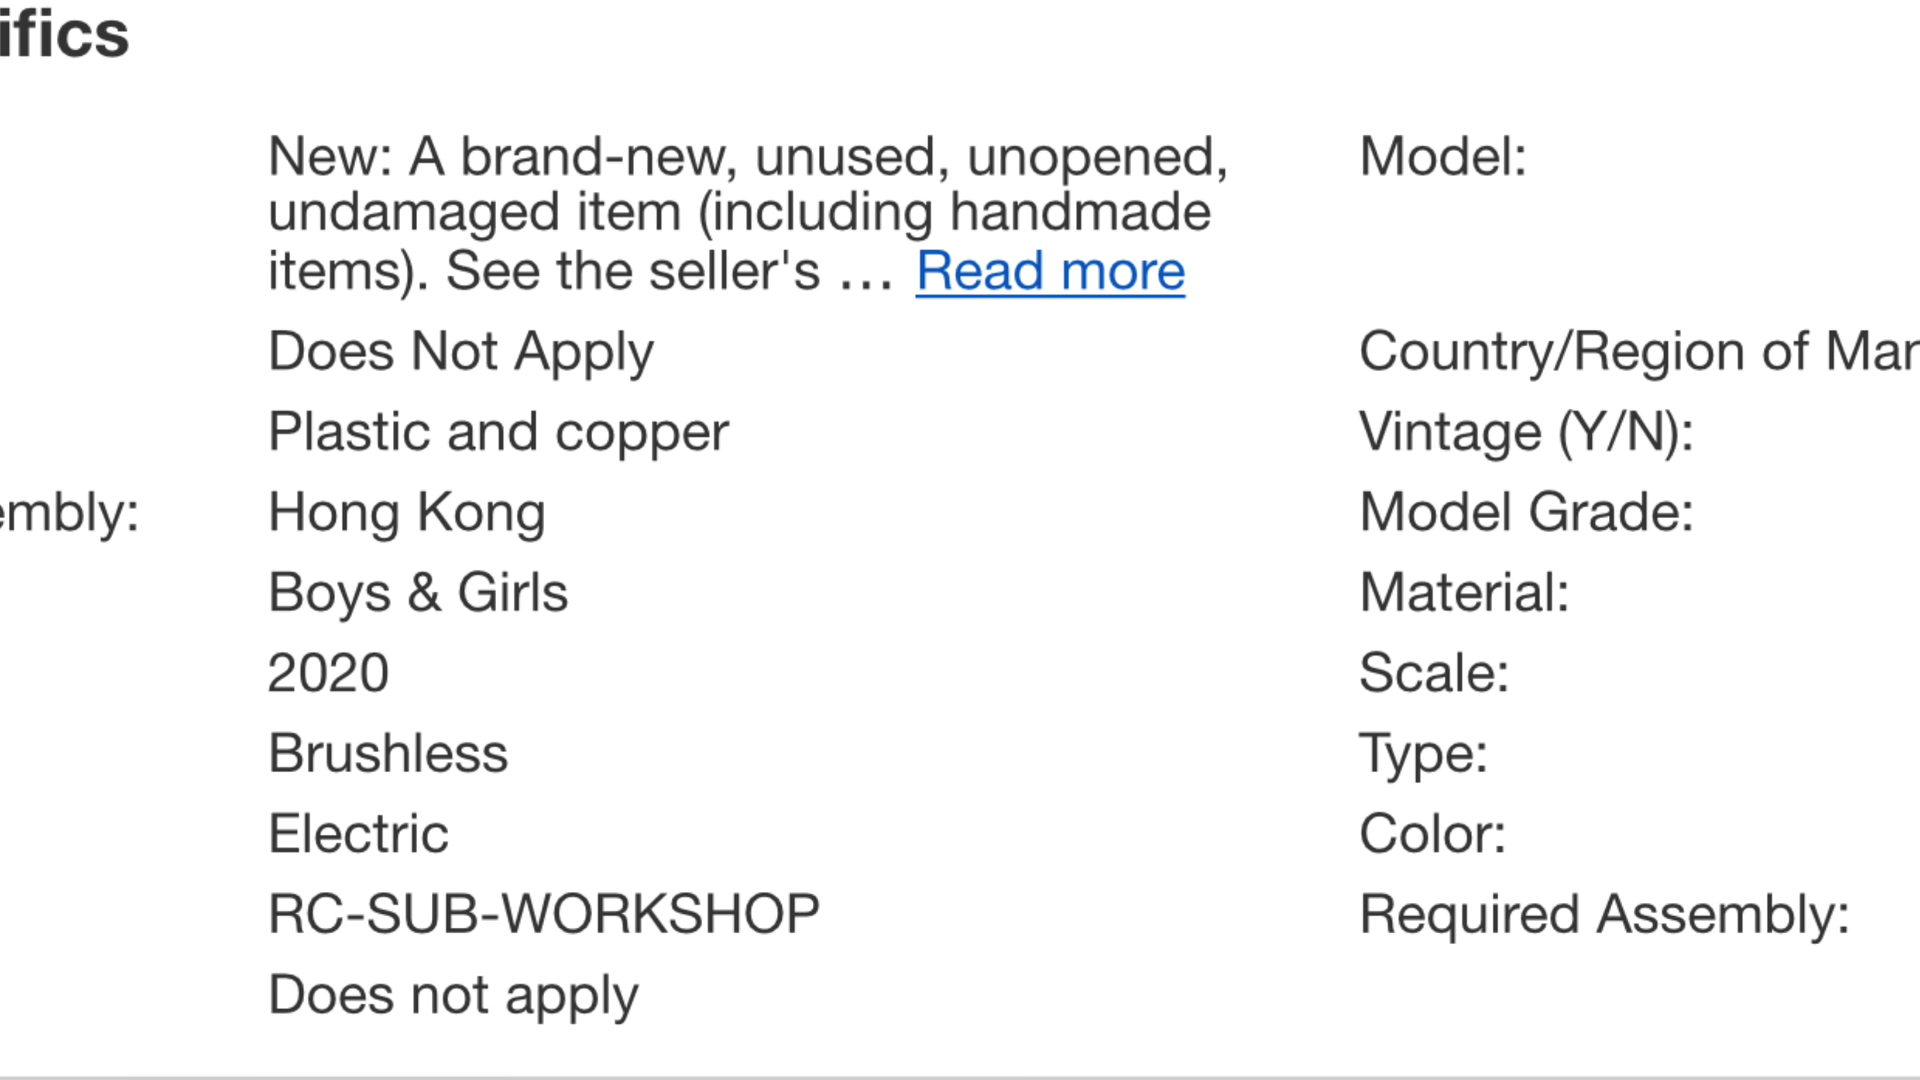 ifics
New: A brand-new, unused, unopened,
undamaged item (including handmade
items). See the seller's ... Read more
Model:
Does Not Apply
Country/Region of Mar
Plastic and copper
Vintage (Y/N):
embly:
Hong Kong
Model Grade:
Boys & Girls
Material:
2020
Scale:
Brushless
Type:
Electric
Color:
RC-SUB-WORKSHOP
Required Assembly:
Does not apply